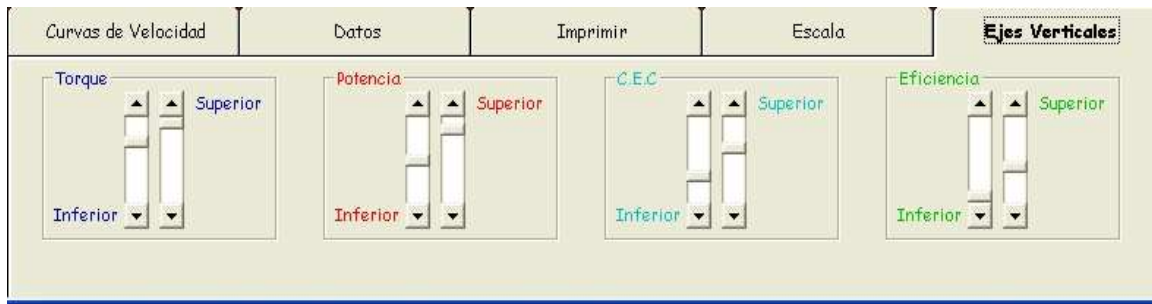 Curvas de Velocidad Datos Imprimir Escala Ejes Verticales
Torque Potencia C.E.C Eficiencia
Superior Superior Superior Superior
Inferior Inferior Inferior Inferior